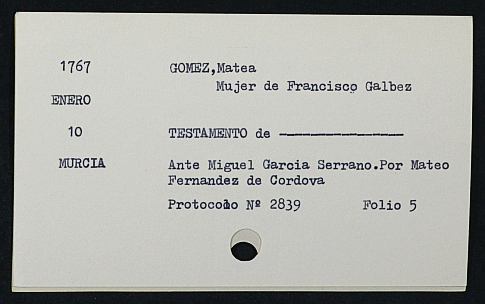 1767 GOMEZ,Matea
Mujer de Francisco Galbez
ENERO
10 TESTAMENTO de ----------------
MURCIA Ante Miguel Garcia Serrano.Por Mateo
Fernandez de Cordova
Protocolo Nº 2839 Folio 5